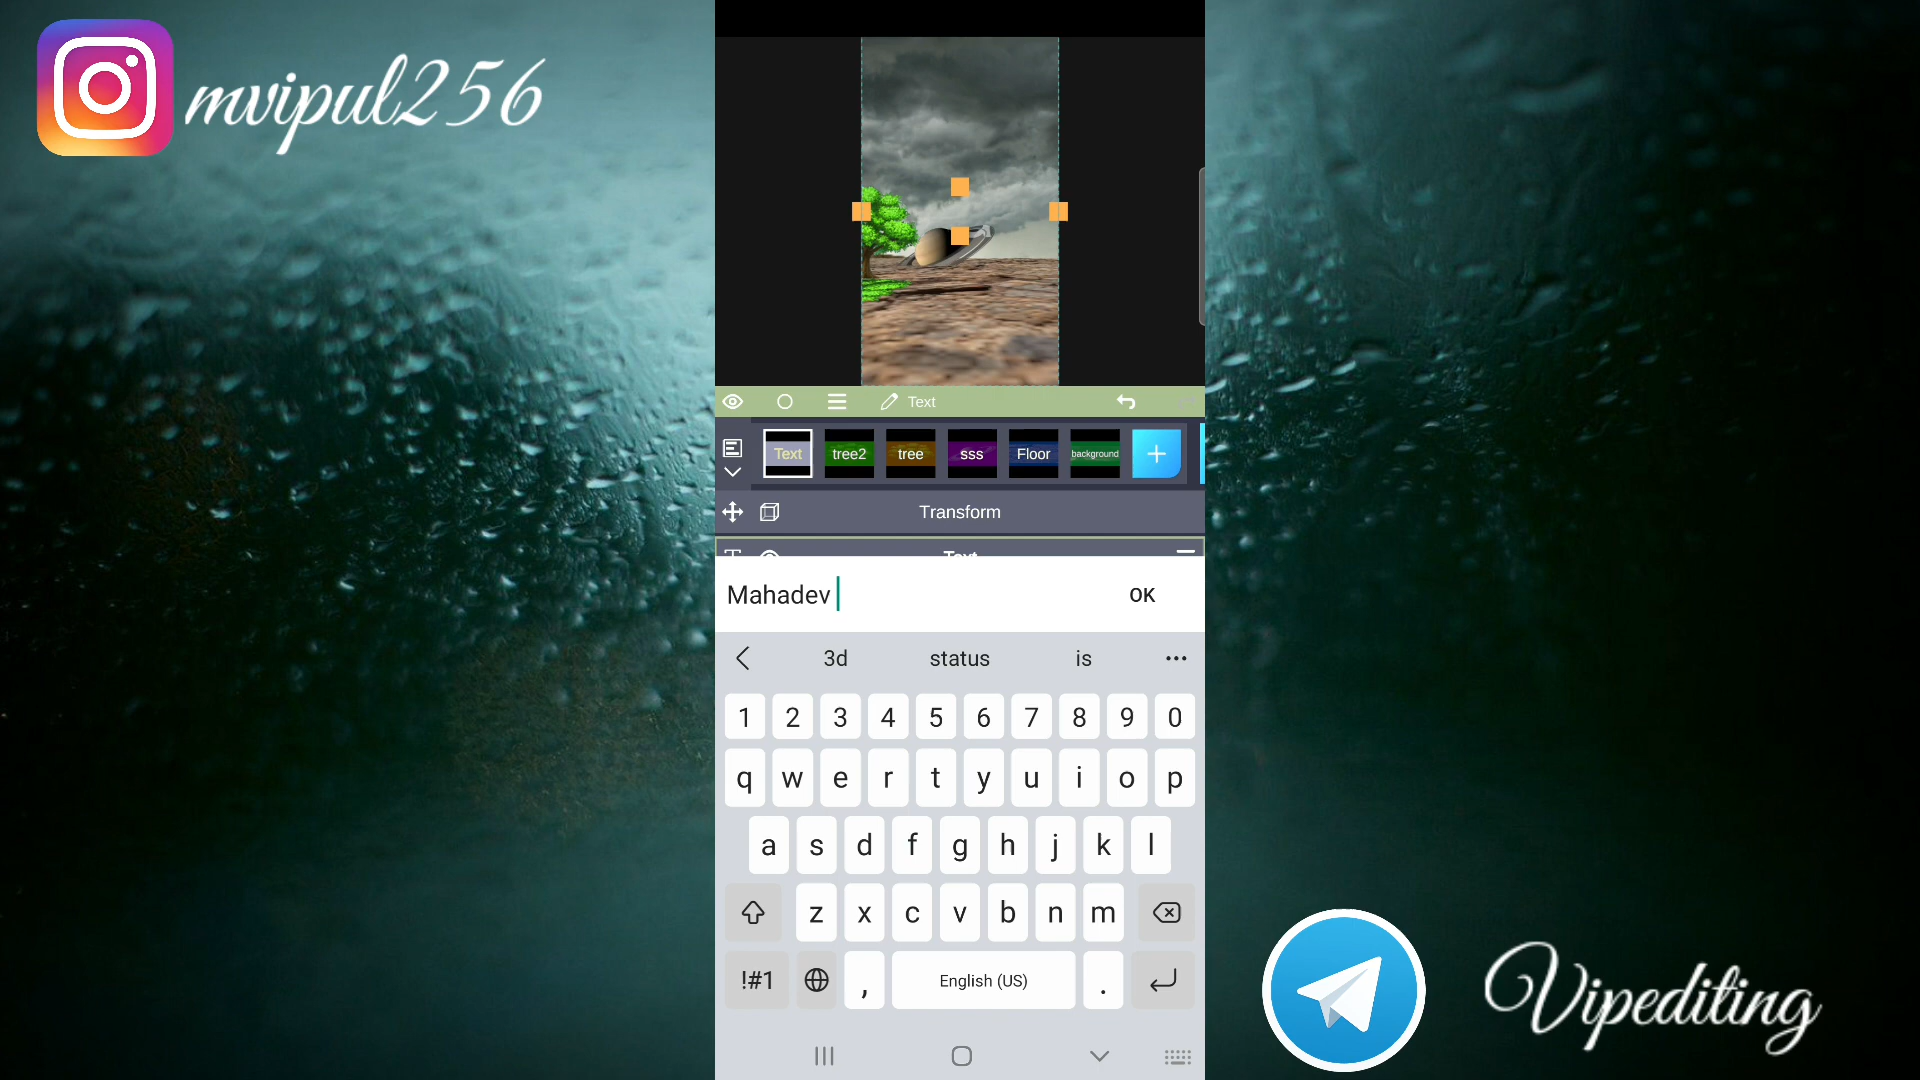 mvipul256
Text
Text
tree2
tree
sss
Floor
background
Transform
Text
Mahadev
OK
3d
status
is
1 2 3 4 5 6 7 8 9 0
q w e r t y u i o p
a s d f g h j k l
z x c v b n m
!#1
,
English (US)
.
Vipediting